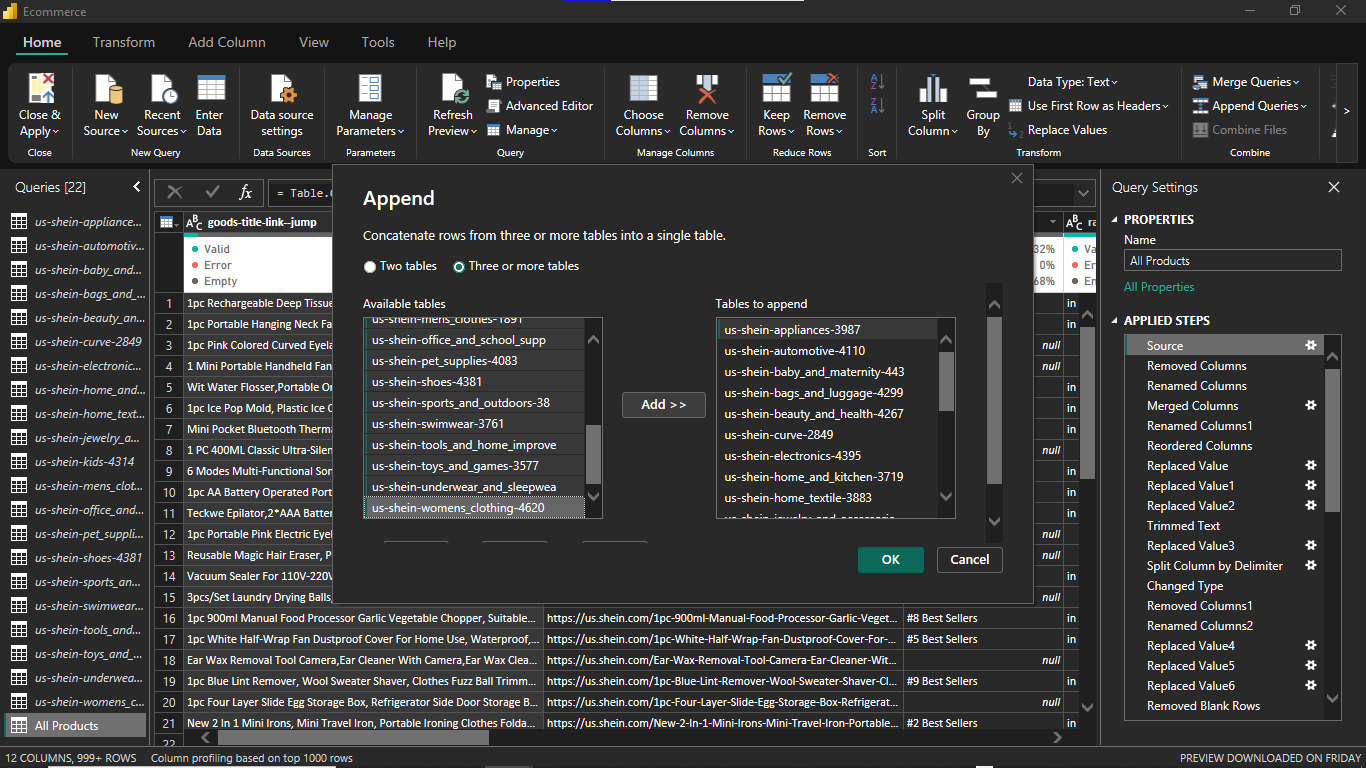 Ecommerce
Home Transform Add Column View Tools Help
Close & Apply
Close
New Source
Recent Sources
Enter Data
New Query
Data source settings
Data Sources
Manage Parameters
Parameters
Refresh Preview
Properties
Advanced Editor
Manage
Query
Choose Columns
Remove Columns
Manage Columns
Keep Rows
Remove Rows
Reduce Rows
Sort
Split Column
Group By
Data Type: Text
Use First Row as Headers
Replace Values
Transform
Merge Queries
Append Queries
Combine Files
Combine
Queries [22]
us-shein-appliance...
us-shein-automotiv...
us-shein-baby_and...
us-shein-bags_and_...
us-shein-beauty_an...
us-shein-curve-2849
us-shein-electronic...
us-shein-home_and...
us-shein-home_text...
us-shein-jewelry_a...
us-shein-kids-4314
us-shein-mens_clot...
us-shein-office_and...
us-shein-pet_suppli...
us-shein-shoes-4381
us-shein-sports_an...
us-shein-swimwear...
us-shein-tools_and...
us-shein-toys_and_...
us-shein-underwea...
us-shein-womens_c...
All Products
fx
= Table.
goods-title-link--jump
Valid
Error
Empty
32%
0%
68%
1 1pc Rechargeable Deep Tissue in
2 1pc Portable Hanging Neck Fa in
3 1pc Pink Colored Curved Eyela null
4 1 Mini Portable Handheld Fan null
5 Wit Water Flosser,Portable Or in
6 1pc Ice Pop Mold, Plastic Ice C in
7 Mini Pocket Bluetooth Therma in
8 1 PC 400ML Classic Ultra-Silen null
9 6 Modes Multi-Functional Son in
10 1pc AA Battery Operated Port in
11 Teckwe Epilator,2*AAA Batter in
12 1pc Portable Pink Electric Eyel null
13 Reusable Magic Hair Eraser, P null
14 Vacuum Sealer For 110V-220V in
15 3pcs/Set Laundry Drying Balls, null
16 1pc 900ml Manual Food Processor Garlic Vegetable Chopper, Suitable... https://us.shein.com/1pc-900ml-Manual-Food-Processor-Garlic-Veget... #8 Best Sellers in
17 1pc White Half-Wrap Fan Dustproof Cover For Home Use, Waterproof,... https://us.shein.com/1pc-White-Half-Wrap-Fan-Dustproof-Cover-For-... #5 Best Sellers in
18 Ear Wax Removal Tool Camera,Ear Cleaner With Camera,Ear Wax Clea... https://us.shein.com/Ear-Wax-Removal-Tool-Camera-Ear-Cleaner-Wit... null
19 1pc Blue Lint Remover, Wool Sweater Shaver, Clothes Fuzz Ball Trimm... https://us.shein.com/1pc-Blue-Lint-Remover-Wool-Sweater-Shaver-Cl... #9 Best Sellers in
20 1pc Four Layer Slide Egg Storage Box, Refrigerator Side Door Storage B... https://us.shein.com/1pc-Four-Layer-Slide-Egg-Storage-Box-Refrigerat... null
21 New 2 In 1 Mini Irons, Mini Travel Iron, Portable Ironing Clothes Folda... https://us.shein.com/New-2-In-1-Mini-Irons-Mini-Travel-Iron-Portable... #2 Best Sellers in
22
Append
Concatenate rows from three or more tables into a single table.
Two tables Three or more tables
Available tables
us-shein-mens_clothes-1891
us-shein-office_and_school_supp
us-shein-pet_supplies-4083
us-shein-shoes-4381
us-shein-sports_and_outdoors-38
us-shein-swimwear-3761
us-shein-tools_and_home_improve
us-shein-toys_and_games-3577
us-shein-underwear_and_sleepwea
us-shein-womens_clothing-4620
Add >>
Tables to append
us-shein-appliances-3987
us-shein-automotive-4110
us-shein-baby_and_maternity-443
us-shein-bags_and_luggage-4299
us-shein-beauty_and_health-4267
us-shein-curve-2849
us-shein-electronics-4395
us-shein-home_and_kitchen-3719
us-shein-home_textile-3883
OK Cancel
Query Settings
PROPERTIES
Name
All Products
All Properties
APPLIED STEPS
Source
Removed Columns
Renamed Columns
Merged Columns
Renamed Columns1
Reordered Columns
Replaced Value
Replaced Value1
Replaced Value2
Trimmed Text
Replaced Value3
Split Column by Delimiter
Changed Type
Removed Columns1
Renamed Columns2
Replaced Value4
Replaced Value5
Replaced Value6
Removed Blank Rows
12 COLUMNS, 999+ ROWS Column profiling based on top 1000 rows
PREVIEW DOWNLOADED ON FRIDAY